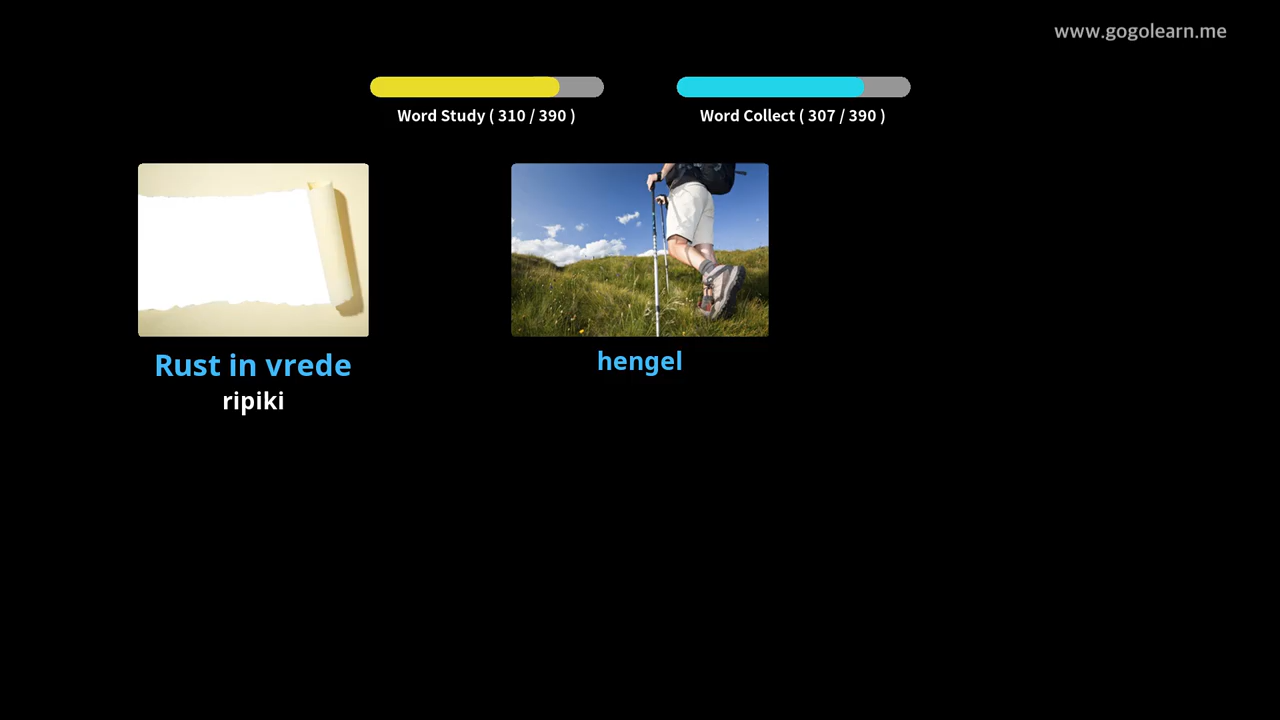 www.gogolearn.me
Word Study ( 310 / 390 )
Word Collect ( 307 / 390 )
Rust in vrede
ripiki
hengel